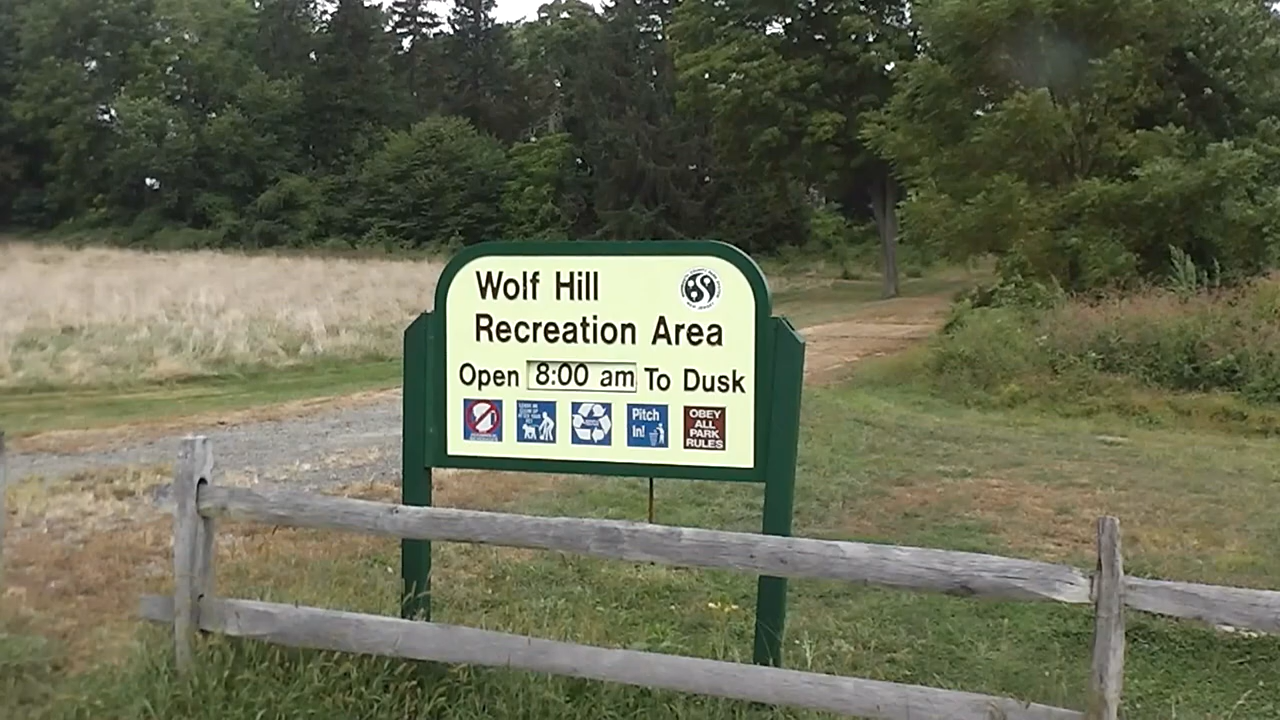 Wolf Hill
Recreation Area
Open 8:00 am To Dusk
Pitch
In!
OBEY
ALL
PARK
RULES